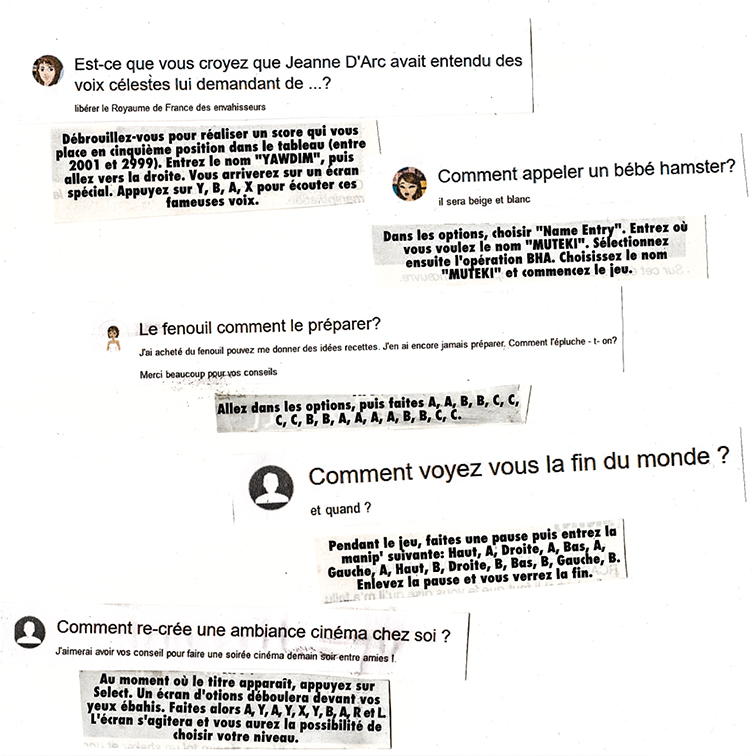 Est-ce que vous croyez que Jeanne D'Arc avait entendu des
voix célestes lui demandant de ...?
libérer le Royaume de France des envahisseurs
Débrouillez-vous pour réaliser un score qui vous
place en cinquième position dans le tableau (entre
2001 et 2999). Entrez le nom "YAWDIM", puis
allez vers la droite. Vous arriverez sur un écran
spécial. Appuyez sur Y, B, A, X pour écouter ces
fameuses voix.
Comment appeler un bébé hamster?
il sera beige et blanc
Dans les options, choisir "Name Entry". Entrez où
vous voulez le nom "MUTEKI". Sélectionnez
ensuite l'opération BHA. Choisissez le nom
"MUTEKI" et commencez le jeu.
Le fenouil comment le préparer?
J'ai acheté du fenouil pouvez me donner des idées recettes. J'en ai encore jamais préparer. Comment l'épluche - t- on?
Merci beaucoup pour vos conseils
Allez dans les options, puis faites A, A, B, B, C, C,
C, C, B, B, A, A, A, A, B, B, C, C.
Comment voyez vous la fin du monde ?
et quand ?
Pendant le jeu, faites une pause puis entrez la
manip' suivante: Haut, A, Droite, A, Bas, A,
Gauche, A, Haut, B, Droite, B, Bas, B, Gauche, B.
Enlevez la pause et vous verrez la fin.
Comment re-crée une ambiance cinéma chez soi ?
J'aimerai avoir vos conseil pour faire une soirée cinéma demain soir entre amies !
Au moment où le titre apparaît, appuyez sur
Select. Un écran d'otions déboulera devant vos
yeux ébahis. Faites alors A, Y, A, Y, X, Y, B, A, R et L
L'écran s'agitera et vous aurez la possibilité de
choisir votre niveau.